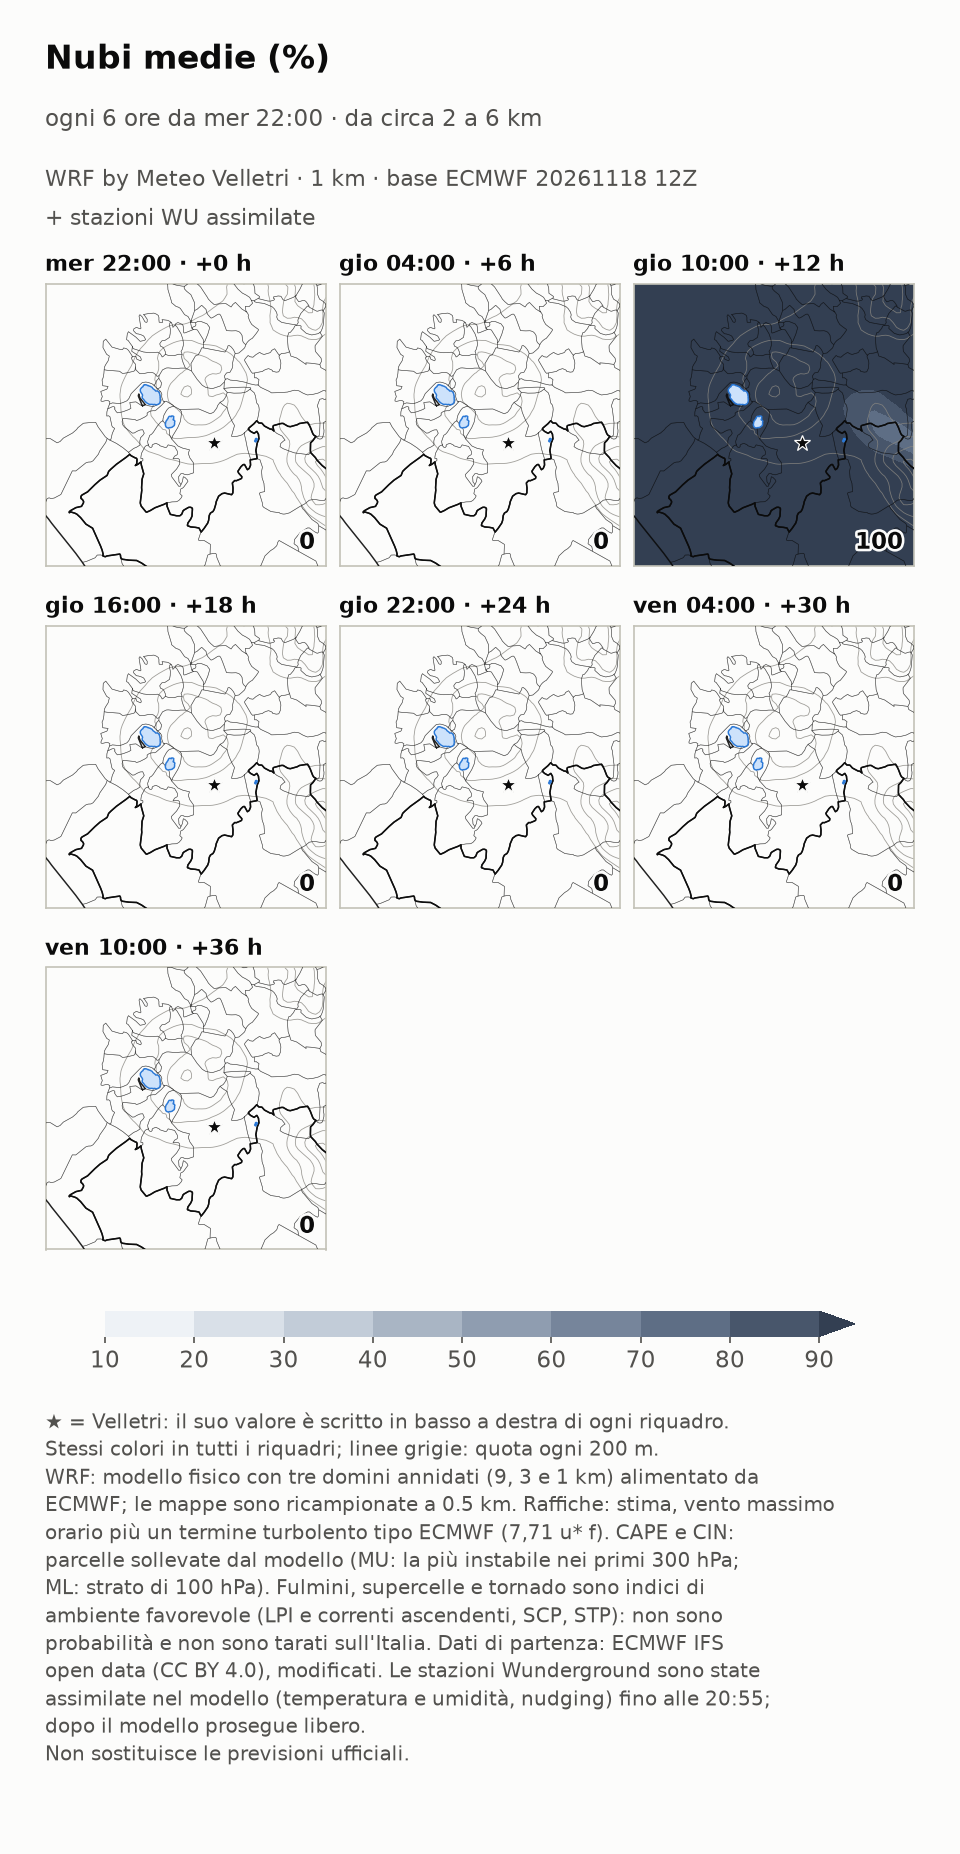 Nubi medie (%)
ogni 6 ore da mer 22:00 · da circa 2 a 6 km
WRF by Meteo Velletri · 1 km · base ECMWF 20261118 12Z
+ stazioni WU assimilate
mer 22:00 · +0 h
gio 04:00 · +6 h
gio 10:00 · +12 h
0
0
100
gio 16:00 · +18 h
gio 22:00 · +24 h
ven 04:00 · +30 h
0
0
0
ven 10:00 · +36 h
0
10 20 30 40 50 60 70 80 90
★ = Velletri: il suo valore è scritto in basso a destra di ogni riquadro.
Stessi colori in tutti i riquadri; linee grigie: quota ogni 200 m.
WRF: modello fisico con tre domini annidati (9, 3 e 1 km) alimentato da
ECMWF; le mappe sono ricampionate a 0.5 km. Raffiche: stima, vento massimo
orario più un termine turbolento tipo ECMWF (7,71 u* f). CAPE e CIN:
parcelle sollevate dal modello (MU: la più instabile nei primi 300 hPa;
ML: strato di 100 hPa). Fulmini, supercelle e tornado sono indici di
ambiente favorevole (LPI e correnti ascendenti, SCP, STP): non sono
probabilità e non sono tarati sull'Italia. Dati di partenza: ECMWF IFS
open data (CC BY 4.0), modificati. Le stazioni Wunderground sono state
assimilate nel modello (temperatura e umidità, nudging) fino alle 20:55;
dopo il modello prosegue libero.
Non sostituisce le previsioni ufficiali.